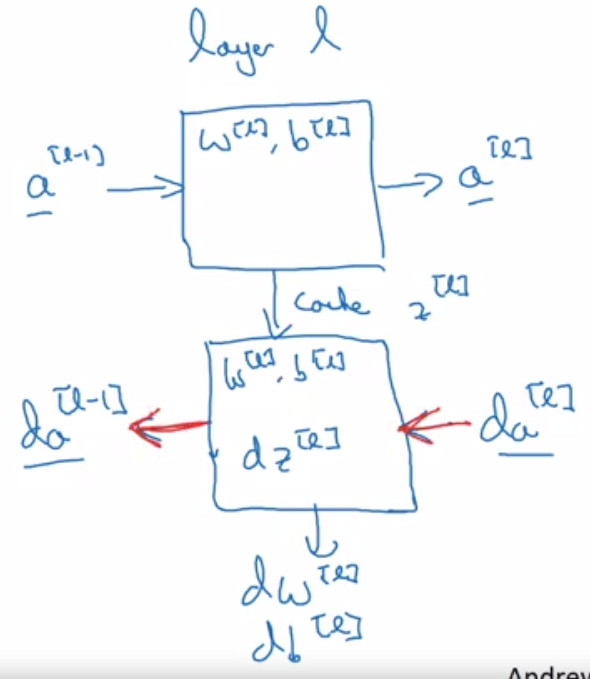 layer l
w^[l], b^[l]
a^[l-1]
a^[l]
cache z^[l]
w^[l], b^[l]
da^[l-1]
da^[l]
dz^[l]
dw^[l]
db^[l]
Andrew